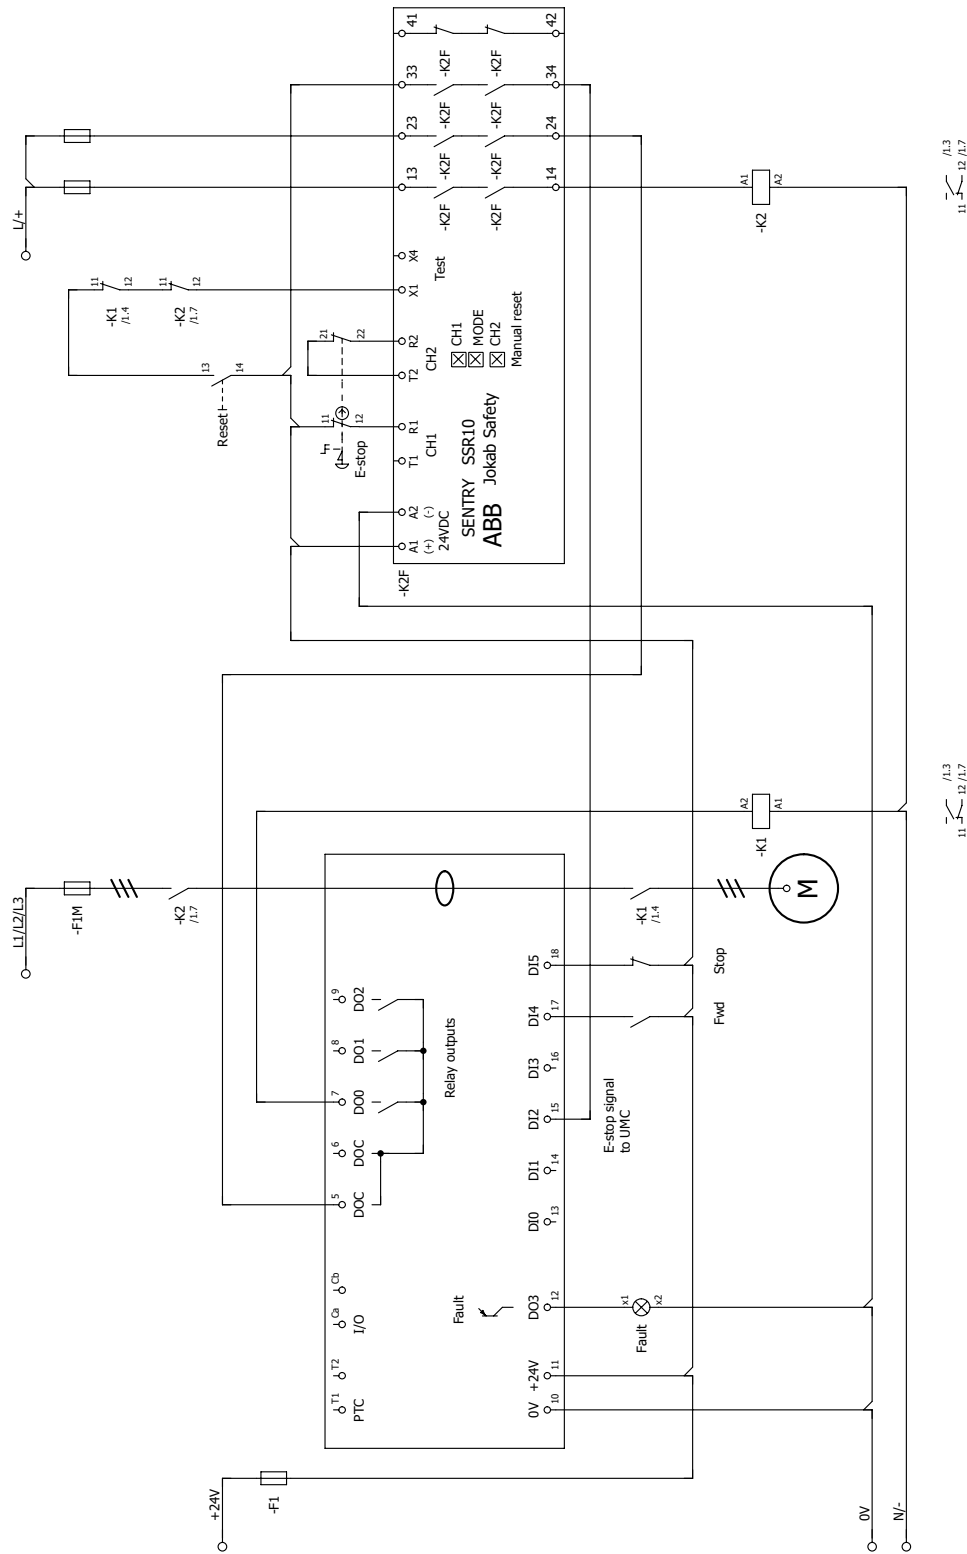 L1/L2/L3
-F1M
-K2
/1.7
+24V
-F1
T1
T2
PTC
Ca
Cb
I/O
5
DOC
6
DOC
7
DO0
8
DO1
9
DO2
Relay outputs
Fault
0V
10
+24V
11
DO3
12
DI0
13
DI1
14
DI2
15
DI3
16
DI4
17
DI5
18
E-stop signal
to UMC
x1
x2
Fault
Fwd
Stop
-K1
/1.4
M
-K1
A2
A1
0V
N/-
11
/1.3
12 /1.7
L/+
-K1
/1.4
11
12
-K2
/1.7
11
12
Reset
13
14
E-stop
11
12
21
22
-K2F
A1
(+)
A2
(-)
24VDC
T1
R1
CH1
T2
R2
CH2
X1
X4
Test
SENTRY SSR10
ABB Jokab Safety
CH1
MODE
CH2
Manual reset
13
23
33
41
-K2F
-K2F
-K2F
-K2F
-K2F
-K2F
14
24
34
42
-K2
A1
A2
11
/1.3
12 /1.7